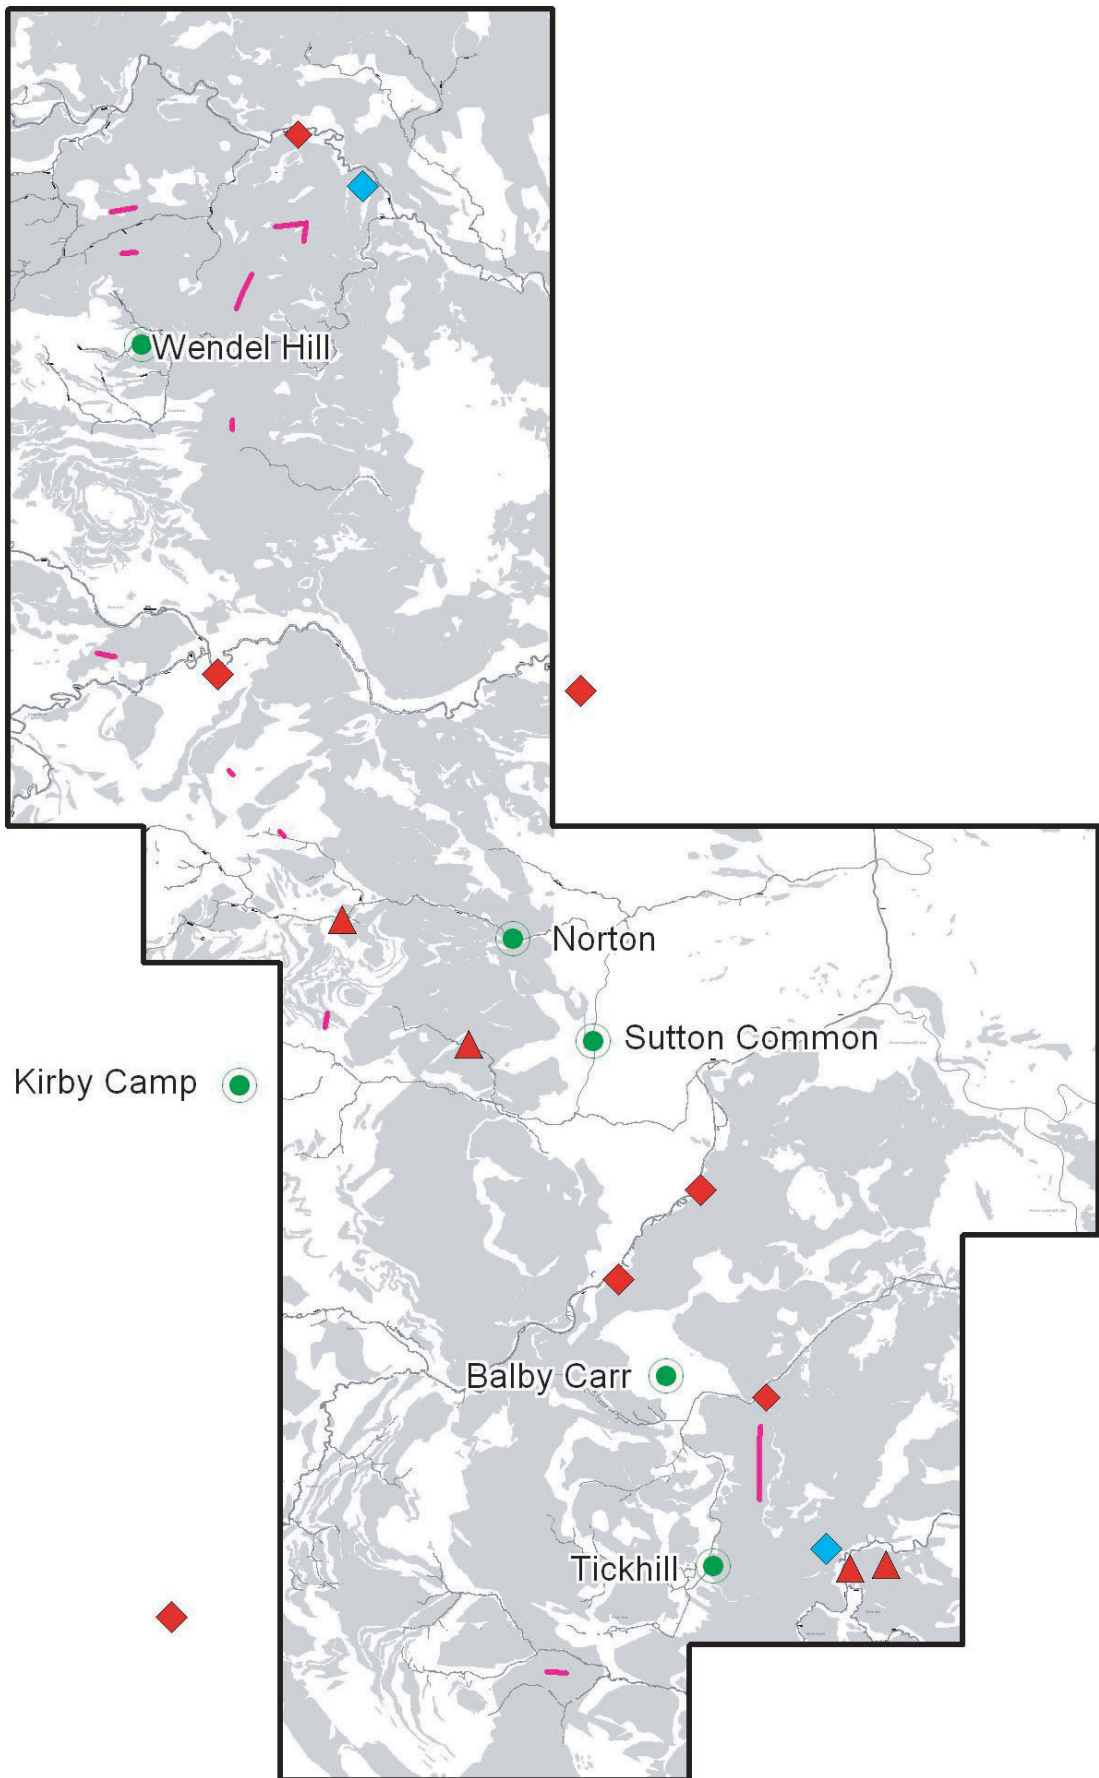 Wendel Hill
Norton
Sutton Common
Kirby Camp
Balby Carr
Tickhill